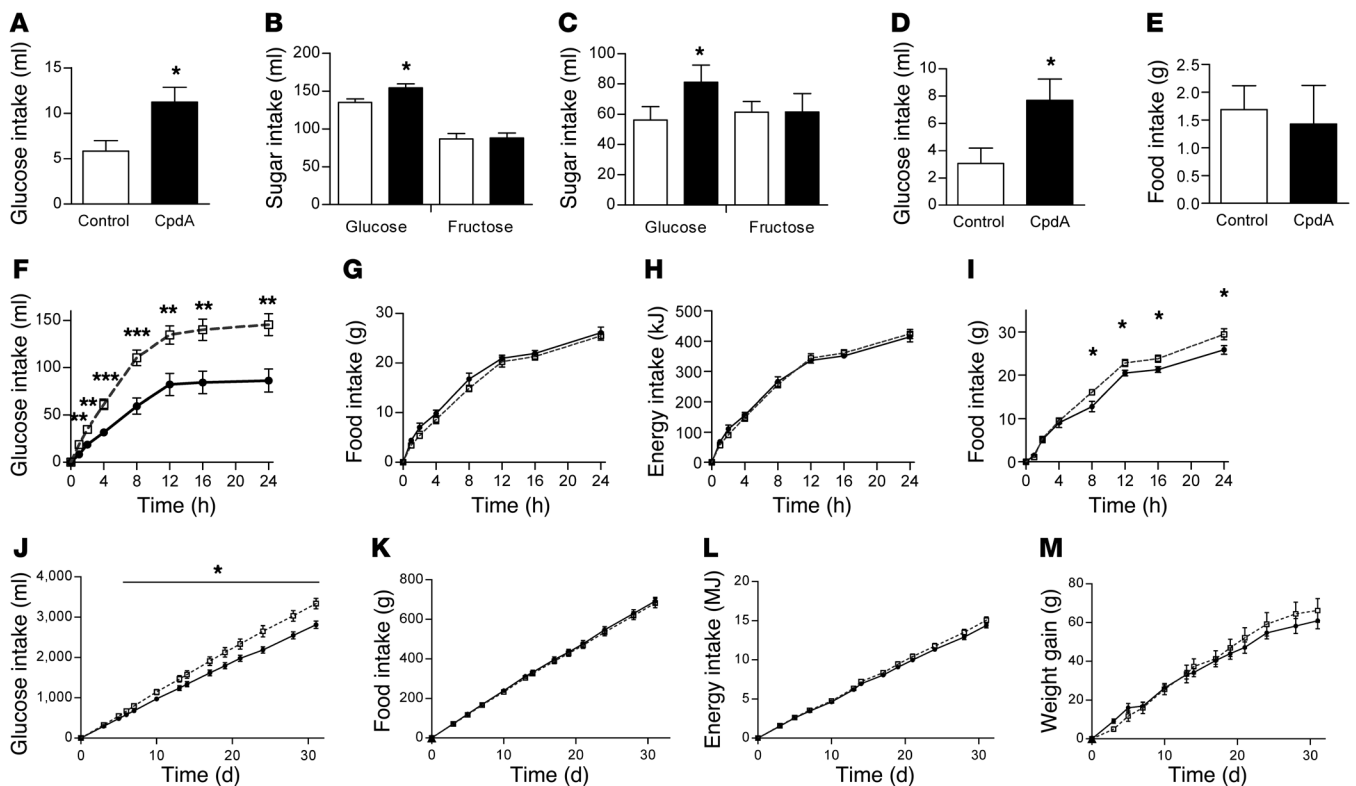 A
Glucose intake (ml)
15
10
5
0
*
Control
CpdA
B
Sugar intake (ml)
200
150
100
50
0
*
Glucose
Fructose
C
Sugar intake (ml)
100
80
60
40
20
0
*
Glucose
Fructose
D
Glucose intake (ml)
10
8
6
4
2
0
*
Control
CpdA
E
Food intake (g)
2.5
2.0
1.5
1.0
0.5
0.0
Control
CpdA
F
Glucose intake (ml)
150
100
50
0
**
**
***
***
**
**
**
0 4 8 12 16 20 24
Time (h)
G
Food intake (g)
30
20
10
0
0 4 8 12 16 20 24
Time (h)
H
Energy intake (kJ)
500
400
300
200
100
0
0 4 8 12 16 20 24
Time (h)
I
Food intake (g)
30
20
10
0
*
*
*
*
0 4 8 12 16 20 24
Time (h)
J
Glucose intake (ml)
4,000
3,000
2,000
1,000
0
*
0 10 20 30
Time (d)
K
Food intake (g)
800
600
400
200
0
0 10 20 30
Time (d)
L
Energy intake (MJ)
20
15
10
5
0
0 10 20 30
Time (d)
M
Weight gain (g)
80
60
40
20
0
0 10 20 30
Time (d)